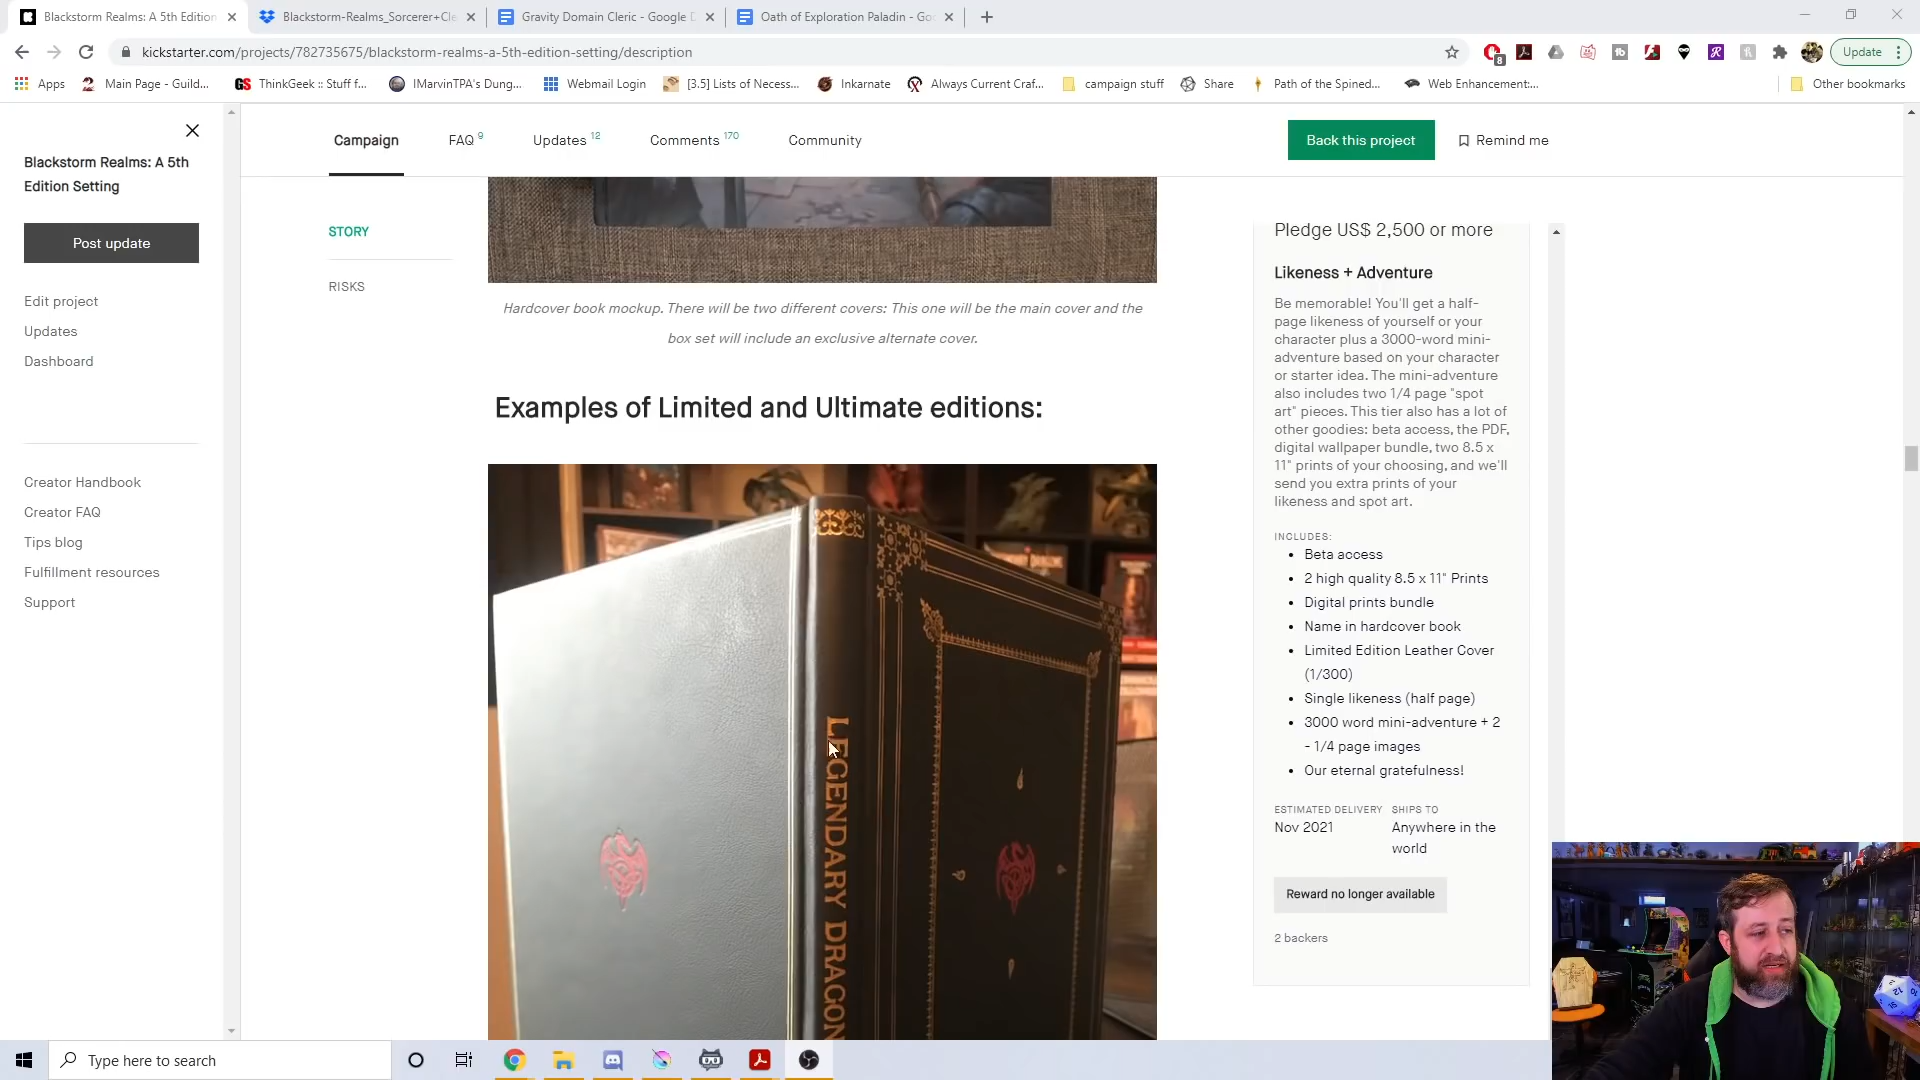 Blackstorm Realms: A 5th Edition
Blackstorm-Realms_Sorcerer+Cle
Gravity Domain Cleric - Google D
Oath of Exploration Paladin - Goo
kickstarter.com/projects/782735675/blackstorm-realms-a-5th-edition-setting/description
8
Update
Apps
Main Page - Guild...
GS
ThinkGeek :: Stuff f...
IMarvinTPA's Dung...
Webmail Login
[3.5] Lists of Necess...
Inkarnate
Always Current Craf...
campaign stuff
Share
Path of the Spined...
Web Enhancement:...
Other bookmarks
Blackstorm Realms: A 5th
Edition Setting
Post update
Edit project
Updates
Dashboard
Creator Handbook
Creator FAQ
Tips blog
Fulfillment resources
Support
Campaign
FAQ 9
Updates 12
Comments 170
Community
Back this project
Remind me
STORY
RISKS
Hardcover book mockup. There will be two different covers: This one will be the main cover and the
box set will include an exclusive alternate cover.
Examples of Limited and Ultimate editions:
LEGENDARY DRAGON
Pledge US$ 2,500 or more
Likeness + Adventure
Be memorable! You'll get a half-
page likeness of yourself or your
character plus a 3000-word mini-
adventure based on your character
or starter idea. The mini-adventure
also includes two 1/4 page "spot
art" pieces. This tier also has a lot of
other goodies: beta access, the PDF,
digital wallpaper bundle, two 8.5 x
11" prints of your choosing, and we'll
send you extra prints of your
likeness and spot art.
INCLUDES:
Beta access
2 high quality 8.5 x 11" Prints
Digital prints bundle
Name in hardcover book
Limited Edition Leather Cover
(1/300)
Single likeness (half page)
3000 word mini-adventure + 2
- 1/4 page images
Our eternal gratefulness!
ESTIMATED DELIVERY
Nov 2021
SHIPS TO
Anywhere in the
world
Reward no longer available
2 backers
12
Type here to search